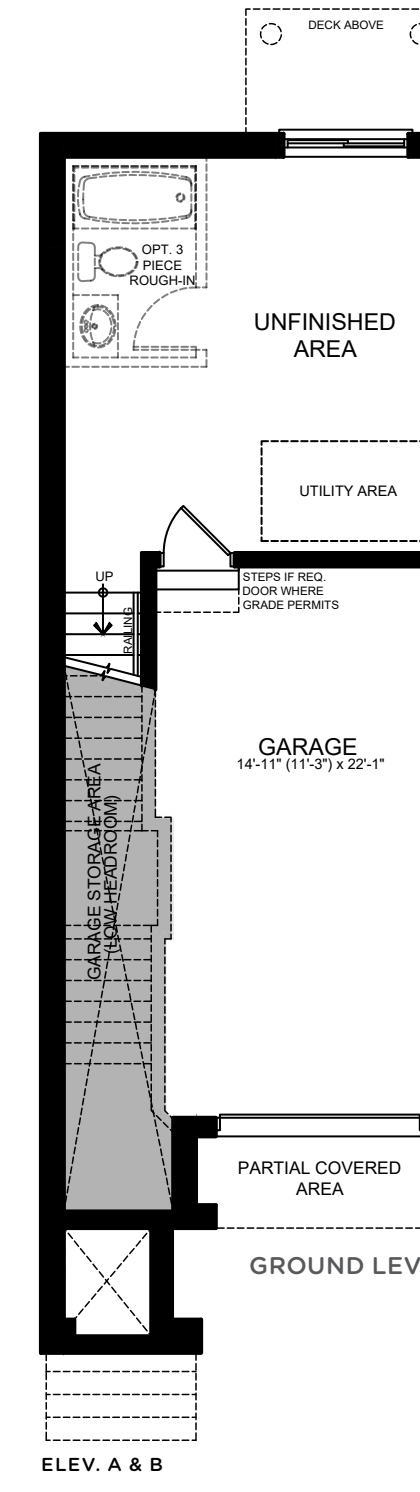 DECK ABOVE
OPT. 3
PIECE
ROUGH-IN
UNFINISHED
AREA
UTILITY AREA
UP
RAILING
STEPS IF REQ.
DOOR WHERE
GRADE PERMITS
GARAGE
14'-11" (11'-3") x 22'-1"
GARAGE STORAGE AREA
(LOW HEADROOM)
PARTIAL COVERED
AREA
GROUND LEV
ELEV. A & B